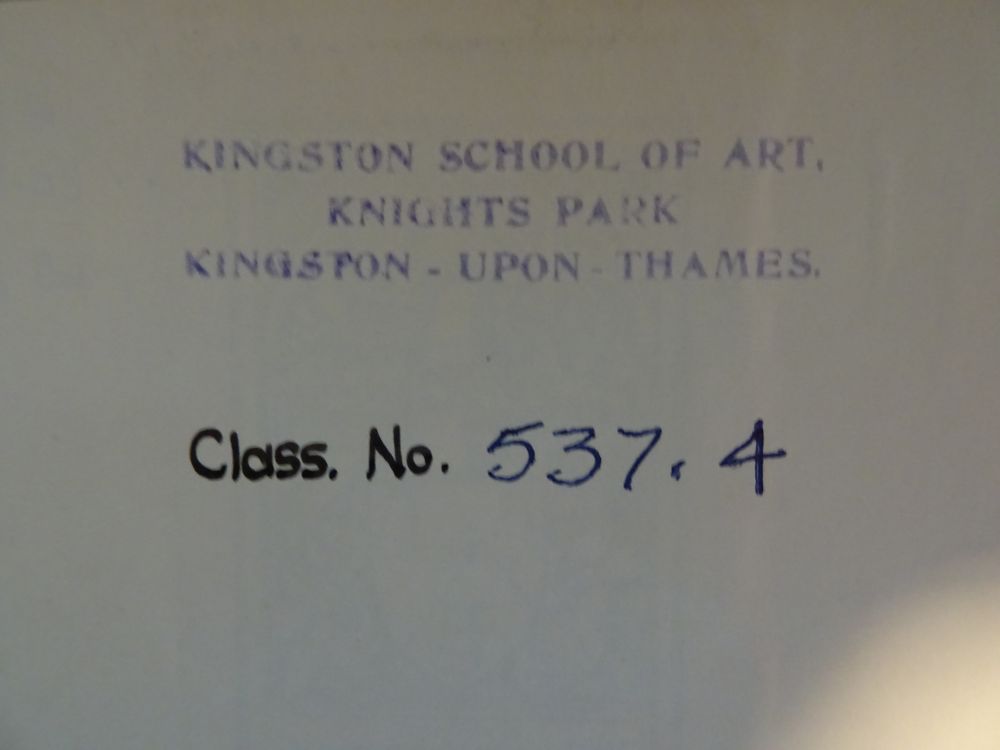 KINGSTON SCHOOL OF ART,
KNIGHTS PARK
KINGSTON - UPON - THAMES.
Class. No. 537.4